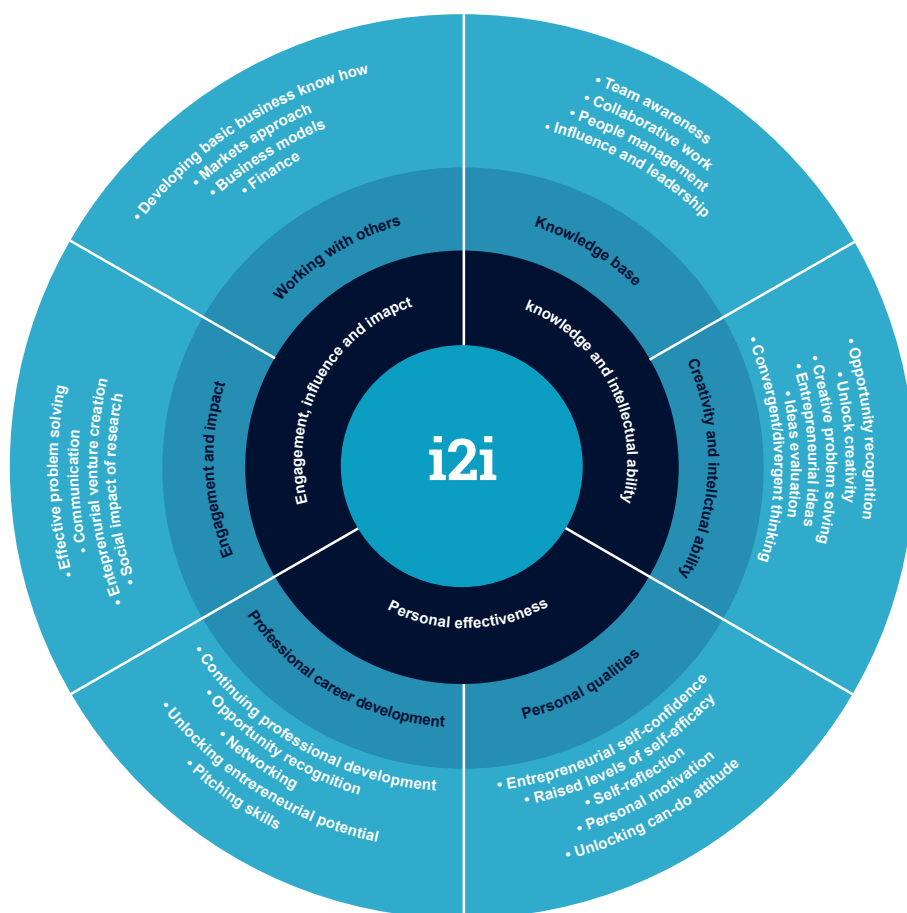 i2i
Engagement, influence and imapct
knowledge and intellectual ability
Personal effectiveness
Working with others
• Developing basic business know how
• Markets approach
• Business models
• Finance
Knowledge base
• Team awareness
• Collaborative work
• People management
• Influence and leadership
Creativity and intellctual ability
• Opportunity recognition
• Unlock creativity
• Creative problem solving
• Entrepreneurial ideas
• Ideas evaluation
• Convergent/divergent thinking
Personal qualities
• Entrepreneurial self-confidence
• Raised levels of self-efficacy
• Self-reflection
• Personal motivation
• Unlocking can-do attitude
Professional career development
• Continuing professional development
• Opportunity recognition
• Networking
• Unlocking entrereneurial potential
• Pitching skills
Engagement and impact
• Effective problem solving
• Communication
• Enteprenurial venture creation
• Social impact of research